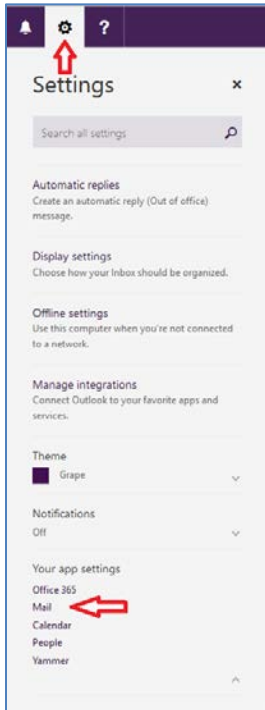 ?
Settings
×
Search all settings
Automatic replies
Create an automatic reply (Out of office)
message.
Display settings
Choose how your Inbox should be organized.
Offline settings
Use this computer when you're not connected
to a network.
Manage integrations
Connect Outlook to your favorite apps and
services.
Theme
Grape
Notifications
Off
Your app settings
Office 365
Mail
Calendar
People
Yammer